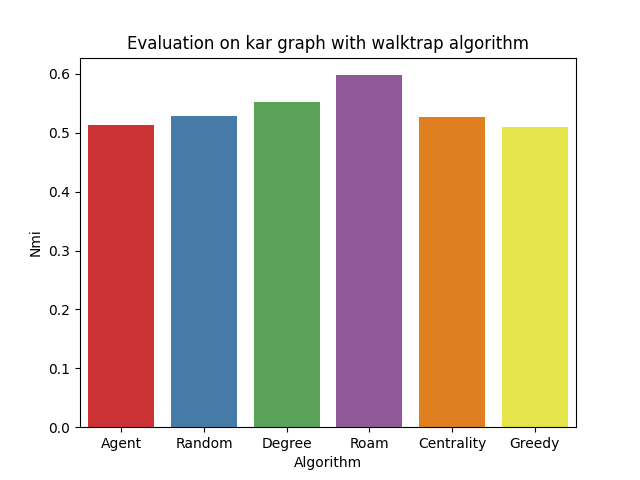 Evaluation on kar graph with walktrap algorithm
0.6
0.5
0.4
0.3
0.2
0.1
0.0
Nmi
Agent Random Degree Roam Centrality Greedy
Algorithm